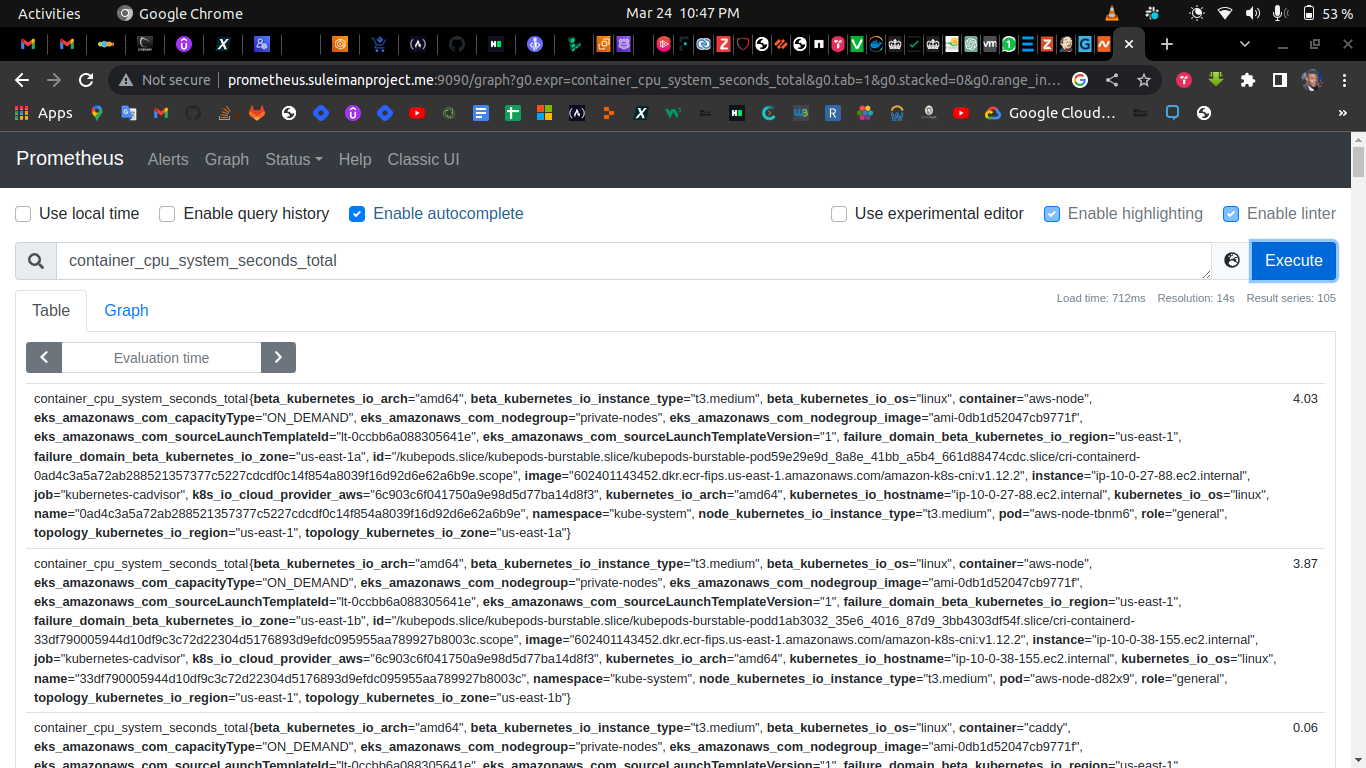 Activities Google Chrome Mar 24 10:47 PM 53 %
Not secure prometheus.suleimanproject.me:9090/graph?g0.expr=container_cpu_system_seconds_total&g0.tab=1&g0.stacked=0&g0.range_in...
Apps Google Cloud...
Prometheus Alerts Graph Status Help Classic UI
Use local time Enable query history Enable autocomplete Use experimental editor Enable highlighting Enable linter
container_cpu_system_seconds_total Execute
Load time: 712ms Resolution: 14s Result series: 105
Table Graph
Evaluation time
container_cpu_system_seconds_total{beta_kubernetes_io_arch="amd64", beta_kubernetes_io_instance_type="t3.medium", beta_kubernetes_io_os="linux", container="aws-node", 4.03
eks_amazonaws_com_capacityType="ON_DEMAND", eks_amazonaws_com_nodegroup="private-nodes", eks_amazonaws_com_nodegroup_image="ami-0db1d52047cb9771f",
eks_amazonaws_com_sourceLaunchTemplateId="lt-0ccbb6a088305641e", eks_amazonaws_com_sourceLaunchTemplateVersion="1", failure_domain_beta_kubernetes_io_region="us-east-1",
failure_domain_beta_kubernetes_io_zone="us-east-1a", id="/kubepods.slice/kubepods-burstable.slice/kubepods-burstable-pod59e29e9d_8a8e_41bb_a5b4_661d88474cdc.slice/cri-containerd-
0ad4c3a5a72ab288521357377c5227cdcdf0c14f854a8039f16d92d6e62a6b9e.scope", image="602401143452.dkr.ecr-fips.us-east-1.amazonaws.com/amazon-k8s-cni:v1.12.2", instance="ip-10-0-27-88.ec2.internal",
job="kubernetes-cadvisor", k8s_io_cloud_provider_aws="6c903c6f041750a9e98d5d77ba14d8f3", kubernetes_io_arch="amd64", kubernetes_io_hostname="ip-10-0-27-88.ec2.internal", kubernetes_io_os="linux",
name="0ad4c3a5a72ab288521357377c5227cdcdf0c14f854a8039f16d92d6e62a6b9e", namespace="kube-system", node_kubernetes_io_instance_type="t3.medium", pod="aws-node-tbnm6", role="general",
topology_kubernetes_io_region="us-east-1", topology_kubernetes_io_zone="us-east-1a"}
container_cpu_system_seconds_total{beta_kubernetes_io_arch="amd64", beta_kubernetes_io_instance_type="t3.medium", beta_kubernetes_io_os="linux", container="aws-node", 3.87
eks_amazonaws_com_capacityType="ON_DEMAND", eks_amazonaws_com_nodegroup="private-nodes", eks_amazonaws_com_nodegroup_image="ami-0db1d52047cb9771f",
eks_amazonaws_com_sourceLaunchTemplateId="lt-0ccbb6a088305641e", eks_amazonaws_com_sourceLaunchTemplateVersion="1", failure_domain_beta_kubernetes_io_region="us-east-1",
failure_domain_beta_kubernetes_io_zone="us-east-1b", id="/kubepods.slice/kubepods-burstable.slice/kubepods-burstable-podd1ab3032_35e6_4016_87d9_3bb4303df54f.slice/cri-containerd-
33df790005944d10df9c3c72d22304d5176893d9efdc095955aa789927b8003c.scope", image="602401143452.dkr.ecr-fips.us-east-1.amazonaws.com/amazon-k8s-cni:v1.12.2", instance="ip-10-0-38-155.ec2.internal",
job="kubernetes-cadvisor", k8s_io_cloud_provider_aws="6c903c6f041750a9e98d5d77ba14d8f3", kubernetes_io_arch="amd64", kubernetes_io_hostname="ip-10-0-38-155.ec2.internal", kubernetes_io_os="linux",
name="33df790005944d10df9c3c72d22304d5176893d9efdc095955aa789927b8003c", namespace="kube-system", node_kubernetes_io_instance_type="t3.medium", pod="aws-node-d82x9", role="general",
topology_kubernetes_io_region="us-east-1", topology_kubernetes_io_zone="us-east-1b"}
container_cpu_system_seconds_total{beta_kubernetes_io_arch="amd64", beta_kubernetes_io_instance_type="t3.medium", beta_kubernetes_io_os="linux", container="caddy", 0.06
eks_amazonaws_com_capacityType="ON_DEMAND", eks_amazonaws_com_nodegroup="private-nodes", eks_amazonaws_com_nodegroup_image="ami-0db1d52047cb9771f",
eks_amazonaws_com_sourceLaunchTemplateId="lt-0ccbb6a088305641e", eks_amazonaws_com_sourceLaunchTemplateVersion="1", failure_domain_beta_kubernetes_io_region="us-east-1",